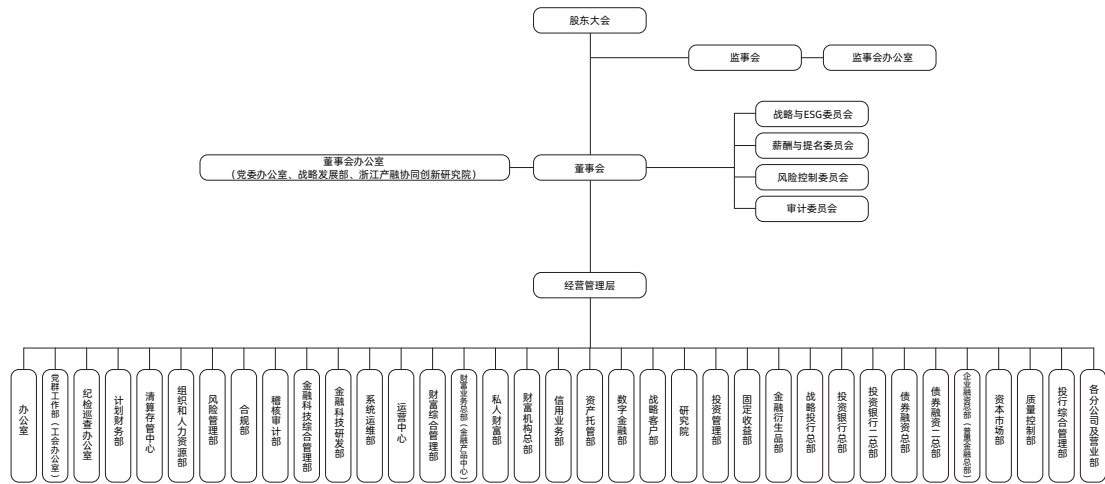 股东大会
监事会
监事会办公室
战略与ESG委员会
薪酬与提名委员会
风险控制委员会
审计委员会
董事会办公室
（党委办公室、战略发展部、浙江产融协同创新研究院）
董事会
经营管理层
办公室
党群工作部（工会办公室）
纪检巡查办公室
计划财务部
清算存管中心
组织和人力资源部
风险管理部
合规部
稽核审计部
金融科技综合管理部
金融科技研发部
系统运维部
运营中心
财富综合管理部
财富业务总部（金融产品中心）
私人财富部
财富机构总部
信用业务部
资产托管部
数字金融部
战略客户部
研究院
投资管理部
固定收益部
金融衍生品部
战略投行总部
投资银行总部
投资银行二总部
债券融资总部
债券融资二总部
企业融资总部（普惠金融总部）
资本市场部
质量控制部
投行综合管理部
各分公司及营业部